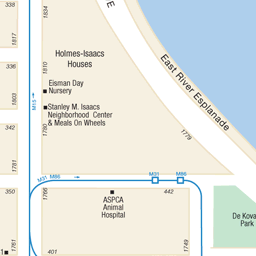 338
1834
E
Holmes-Isaacs
Houses
336
1810
Eisman Day
Nursery
East River Esplanade
1803
M15
Stanley M. Isaacs
Neighborhood Center
& Meals On Wheels
342
1780
1779
1781
M31 M86
M31
M86
350
1766
ASPCA
Animal
Hospital
442
De Kova
Park
1761
401
1749